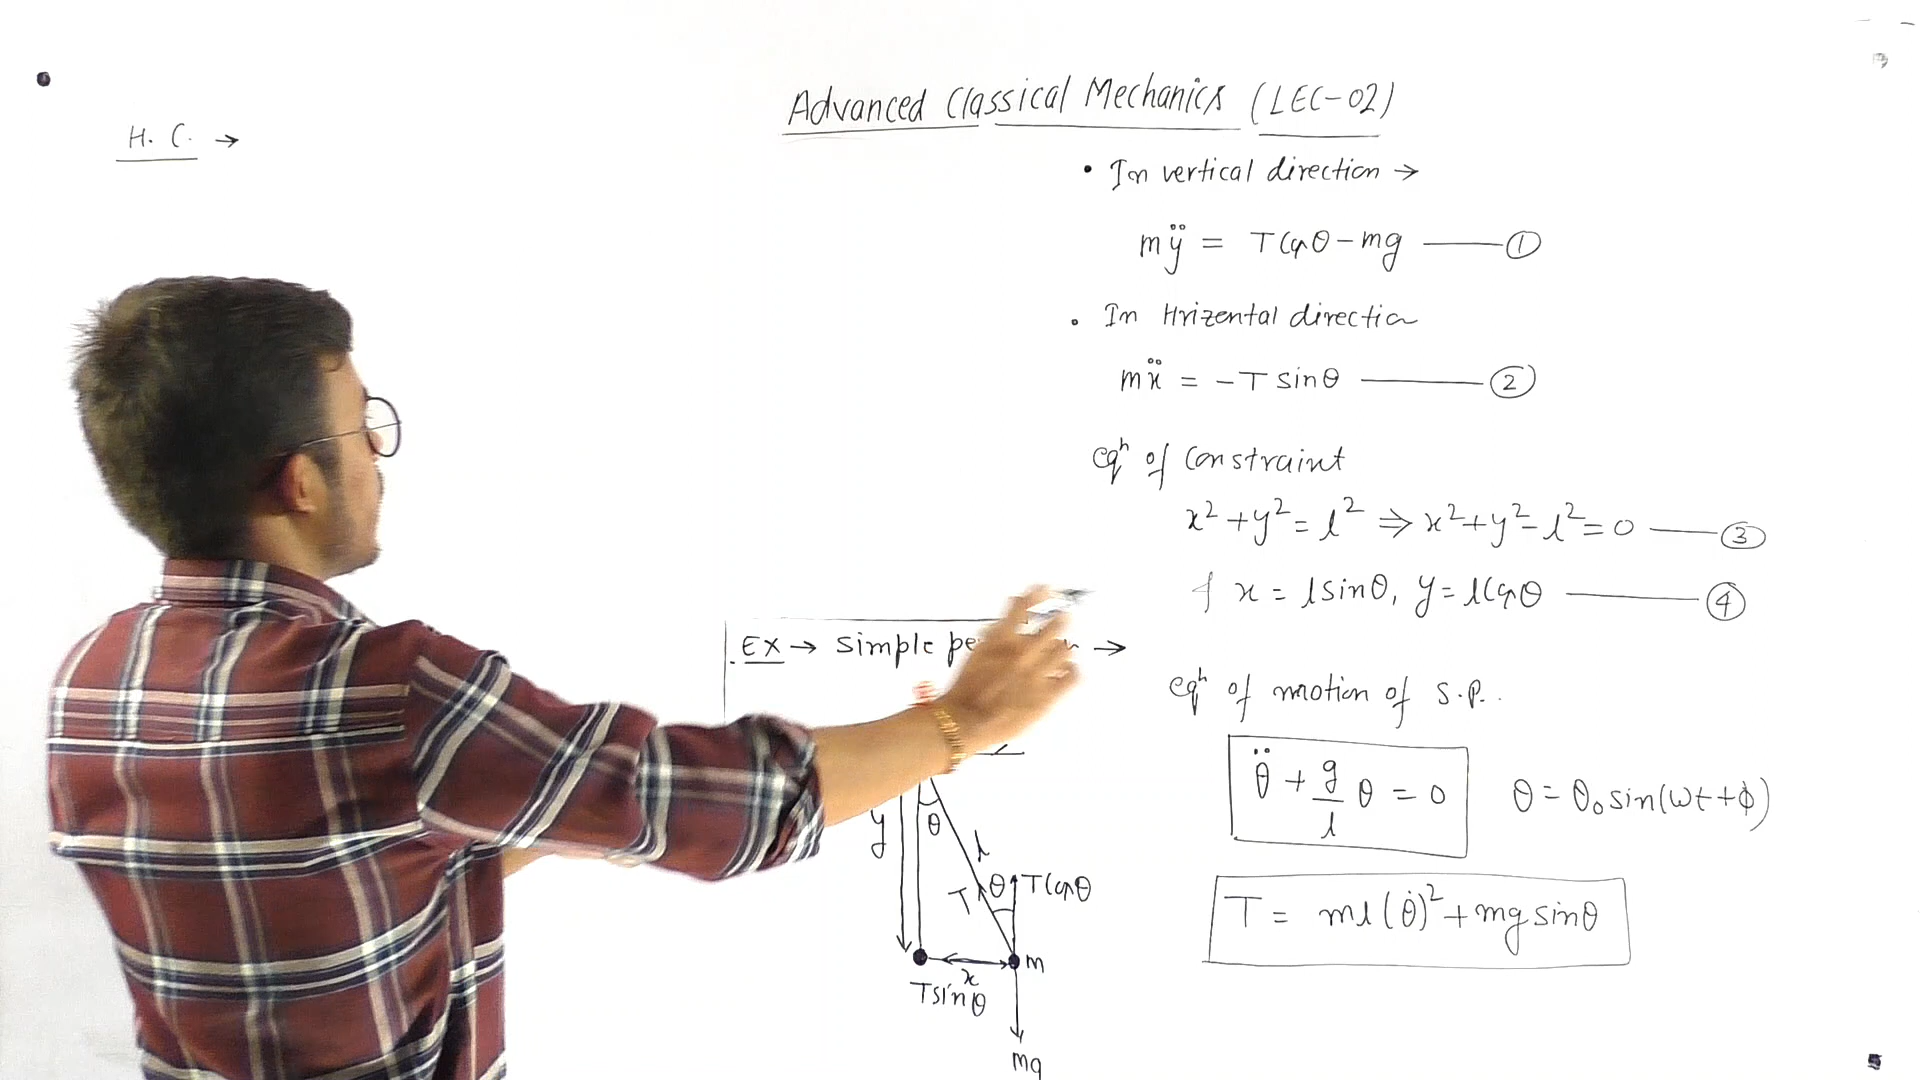 Advanced Classical Mechanics (LEC-02)
H. C. →
• In vertical direction →
mÿ = T Cosθ - mg —— ①
• In Hrizental direction
mẍ = -T sinθ —— ②
eqⁿ of constraint
x² + y² = l² ⇒ x² + y² - l² = 0 —— ③
& x = l sinθ, y = l Cosθ —— ④
EX → Simple →
eqⁿ of motion of S.P.
θ̈ + g/l θ = 0 θ = θ₀ sin(ωt + ϕ)
y θ l
T θ T Cosθ
T = ml(θ̇)² + mg sinθ
x m
T sinθ
mg